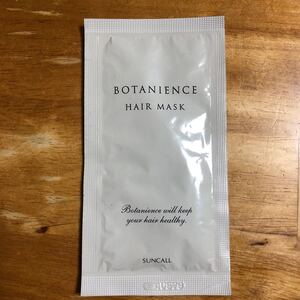 BOTANIENCE
HAIR MASK
Botanience will keep
your hair healthy.
SUNCALL